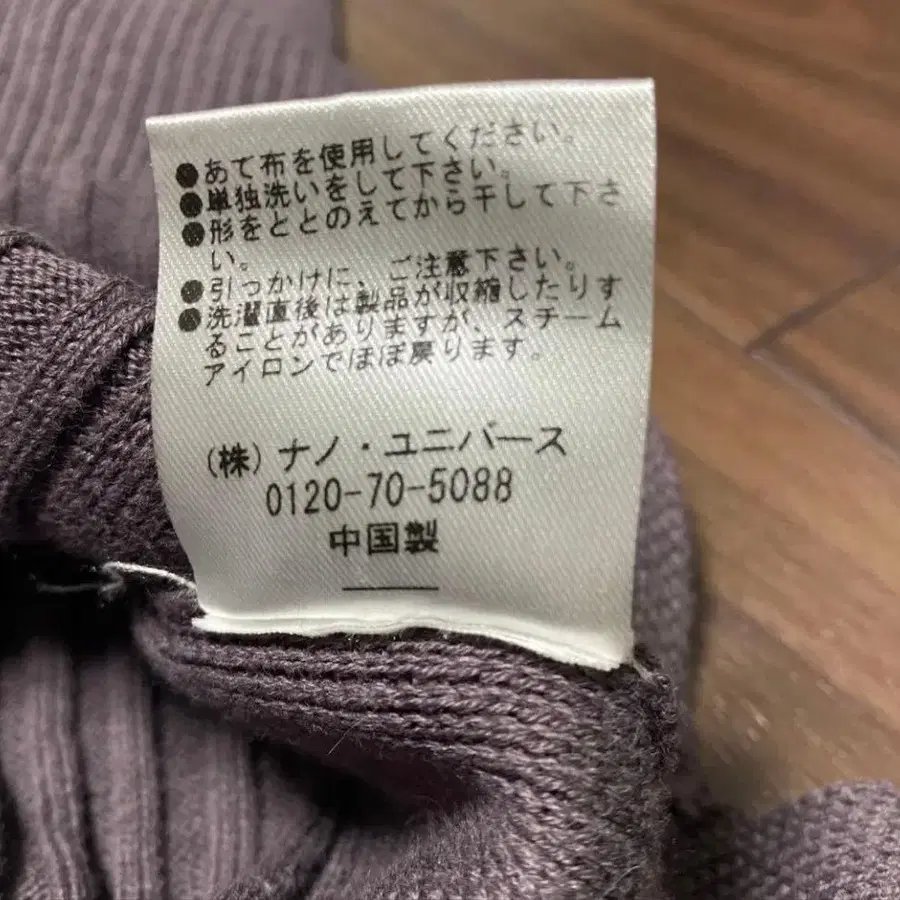 ●あて布を使用してください。
●単独洗いをして下さい。
●形をととのえてから干して下さ
い。
●引っかけに、ご注意下さい。
●洗濯直後は製品が収縮したりす
ることがありますが、スチーム
アイロンでほぼ戻ります。
(株)ナノ・ユニバース
0120-70-5088
中国製